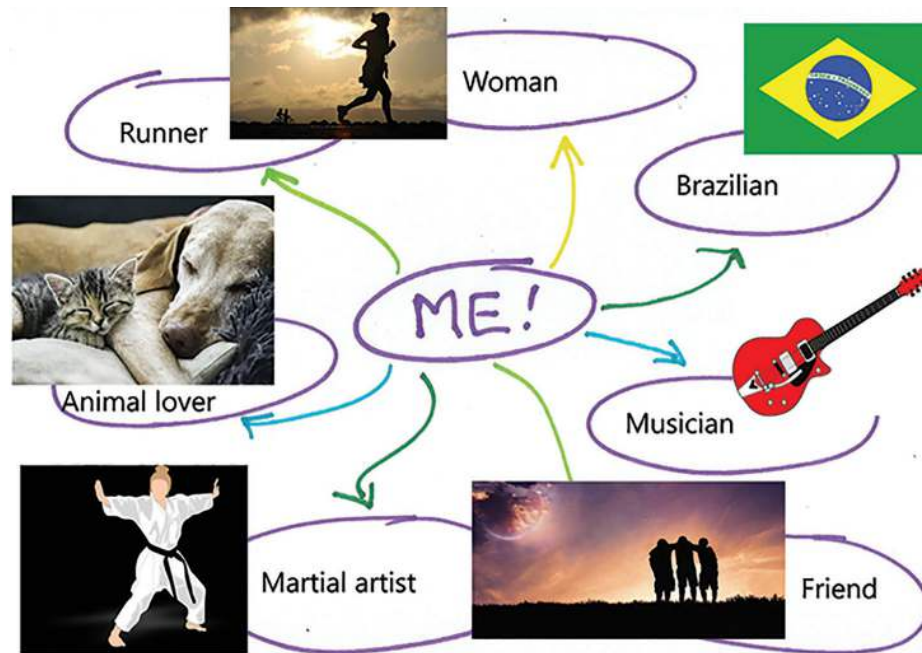 Woman
Runner
Brazilian
ME!
Animal lover
Musician
Martial artist
Friend